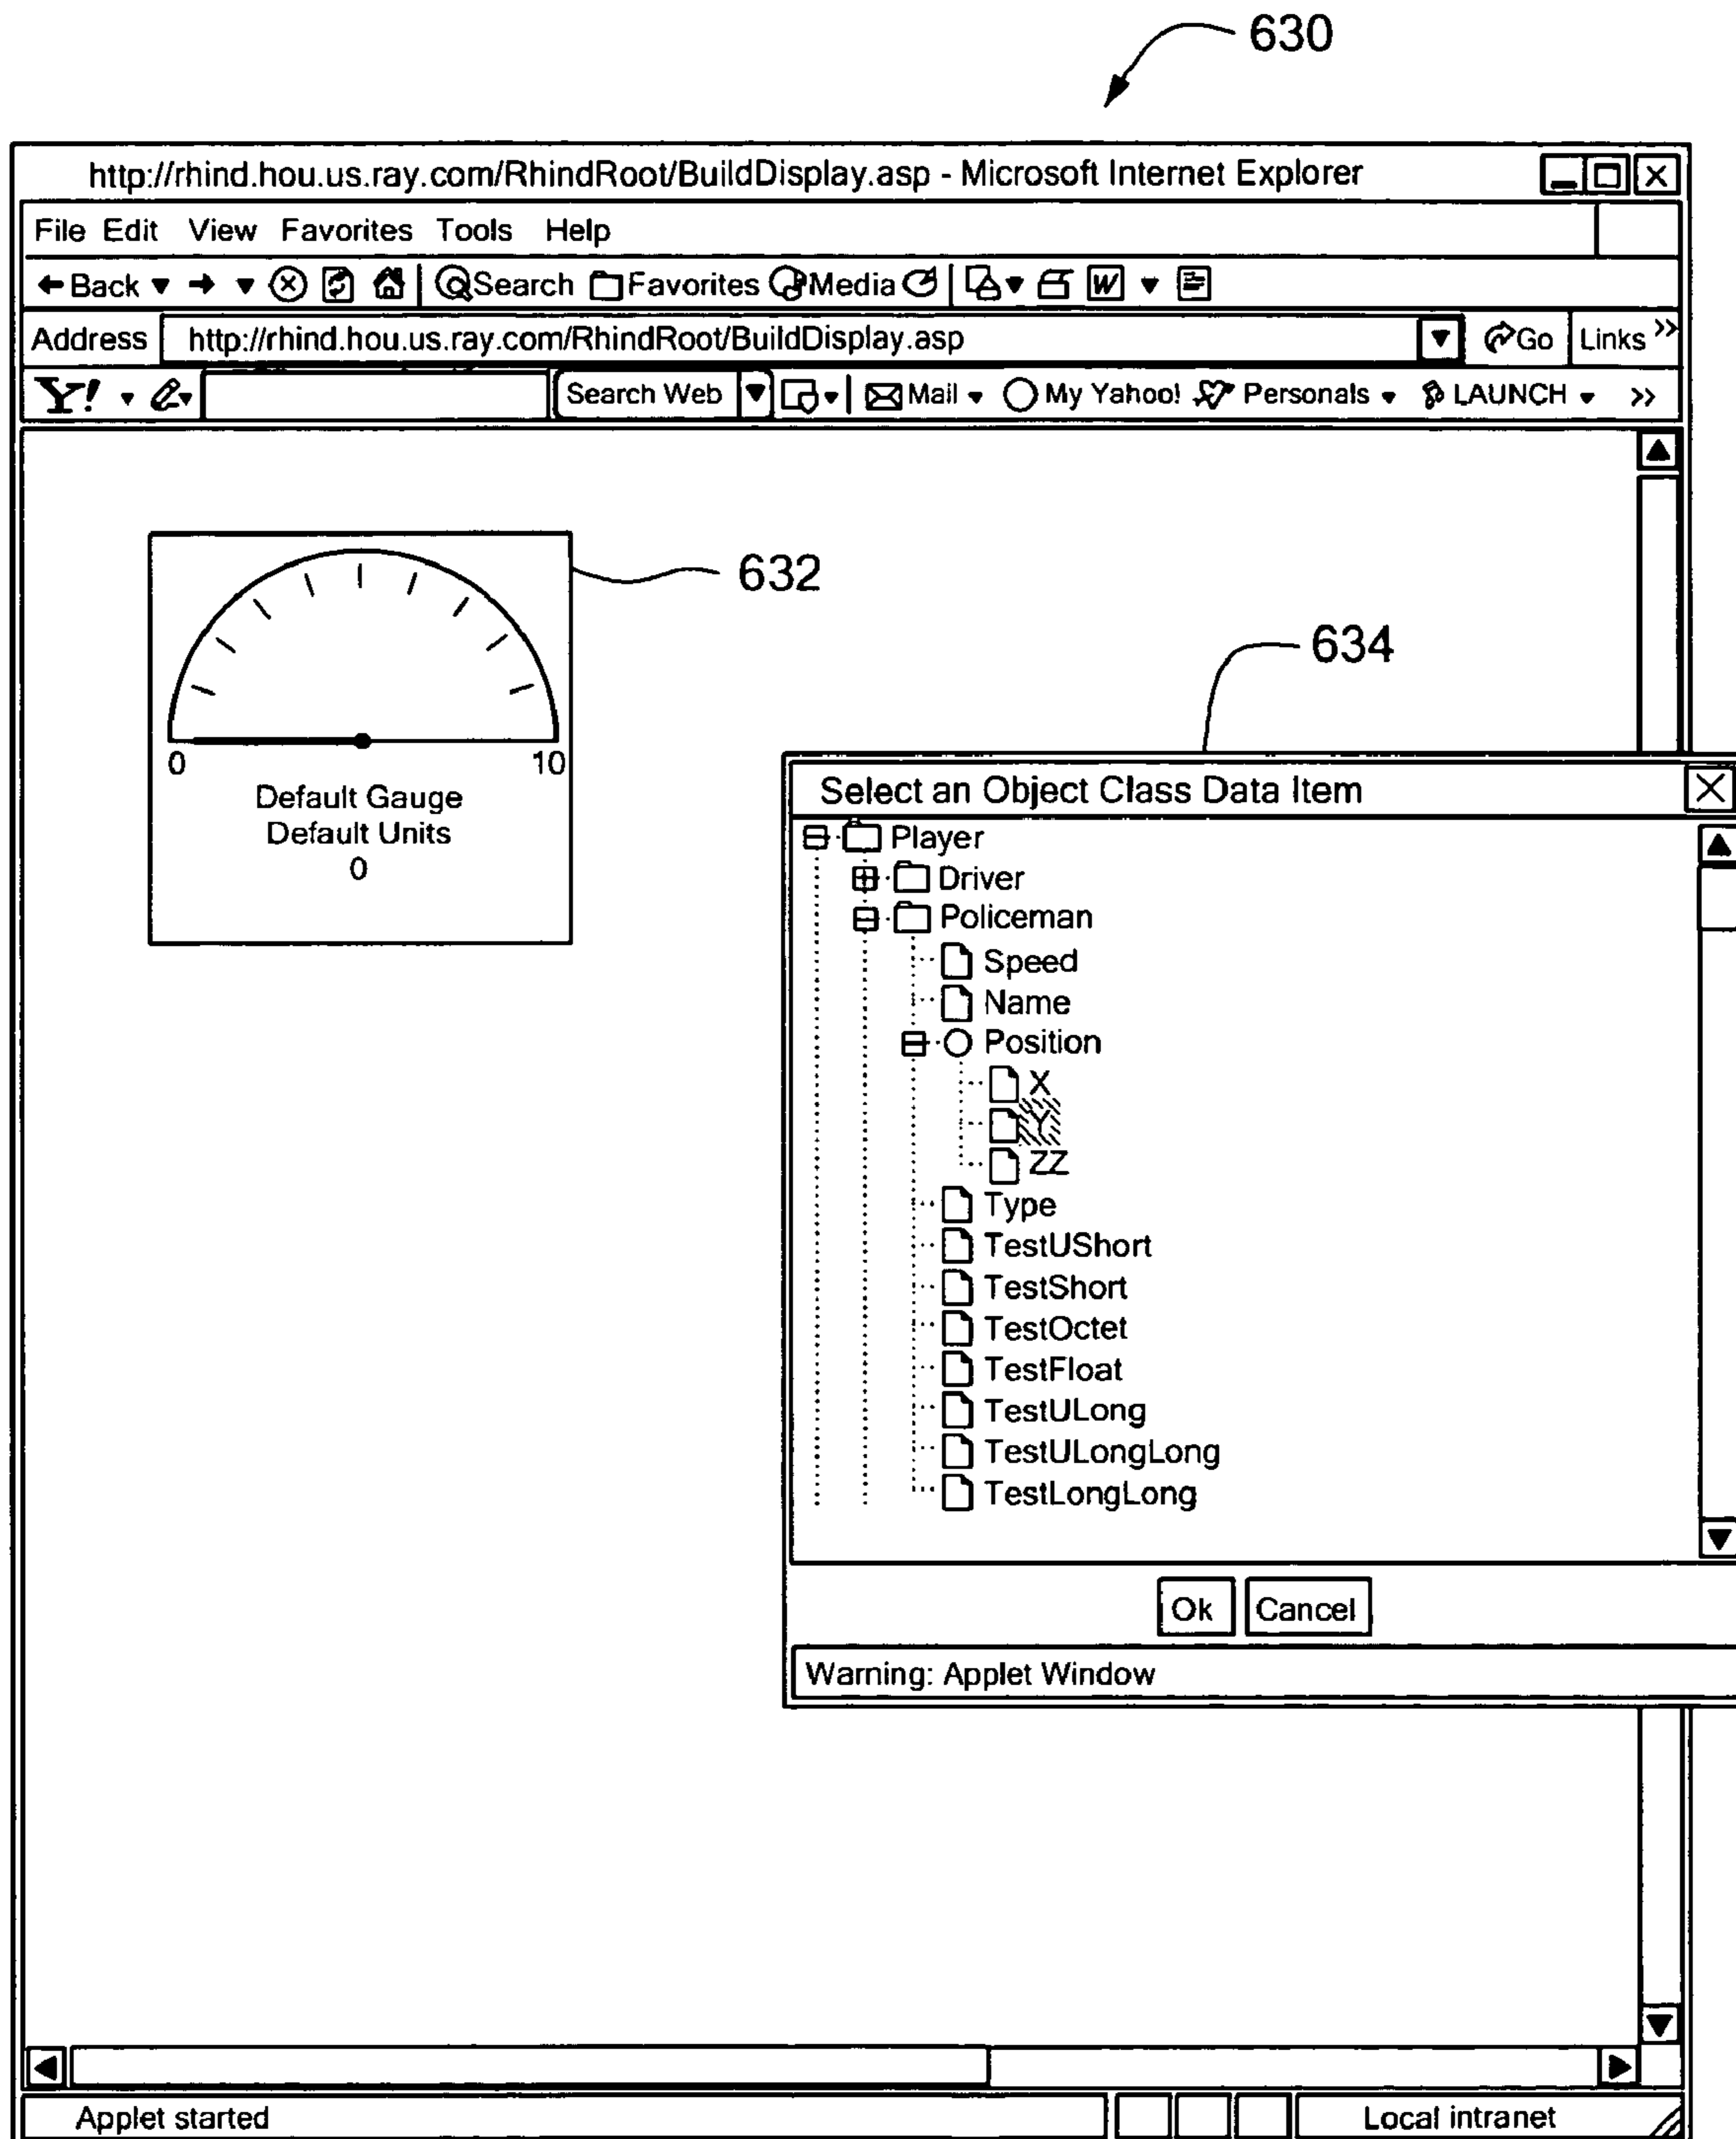 630
http://rhind.hou.us.ray.com/RhindRoot/BuildDisplay.asp - Microsoft Internet Explorer
File Edit View Favorites Tools Help
Back Search Favorites Media W
Address http://rhind.hou.us.ray.com/RhindRoot/BuildDisplay.asp Go Links »
Y! Search Web Mail My Yahoo! Personals LAUNCH »
632
634
0 10
Default Gauge
Default Units
0
Select an Object Class Data Item
Player
Driver
Policeman
Speed
Name
Position
X
Y
ZZ
Type
TestUShort
TestShort
TestOctet
TestFloat
TestULong
TestULongLong
TestLongLong
Ok Cancel
Warning: Applet Window
Applet started Local intranet